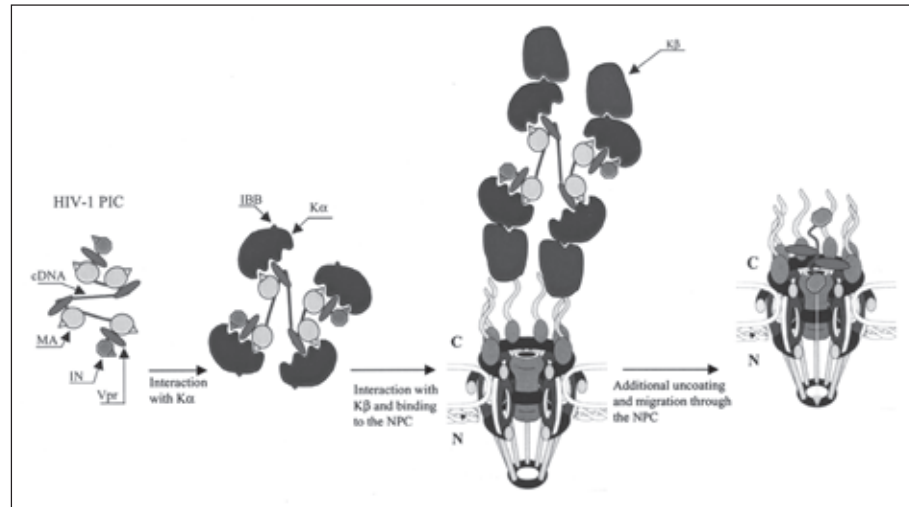 HIV-1 PIC
cDNA
MA
IN
Vpr
Interaction
with Kα
IBB
Kα
Interaction with
Kβ and binding
to the NPC
Kβ
C
N
Additional uncoating
and migration through
the NPC
C
N